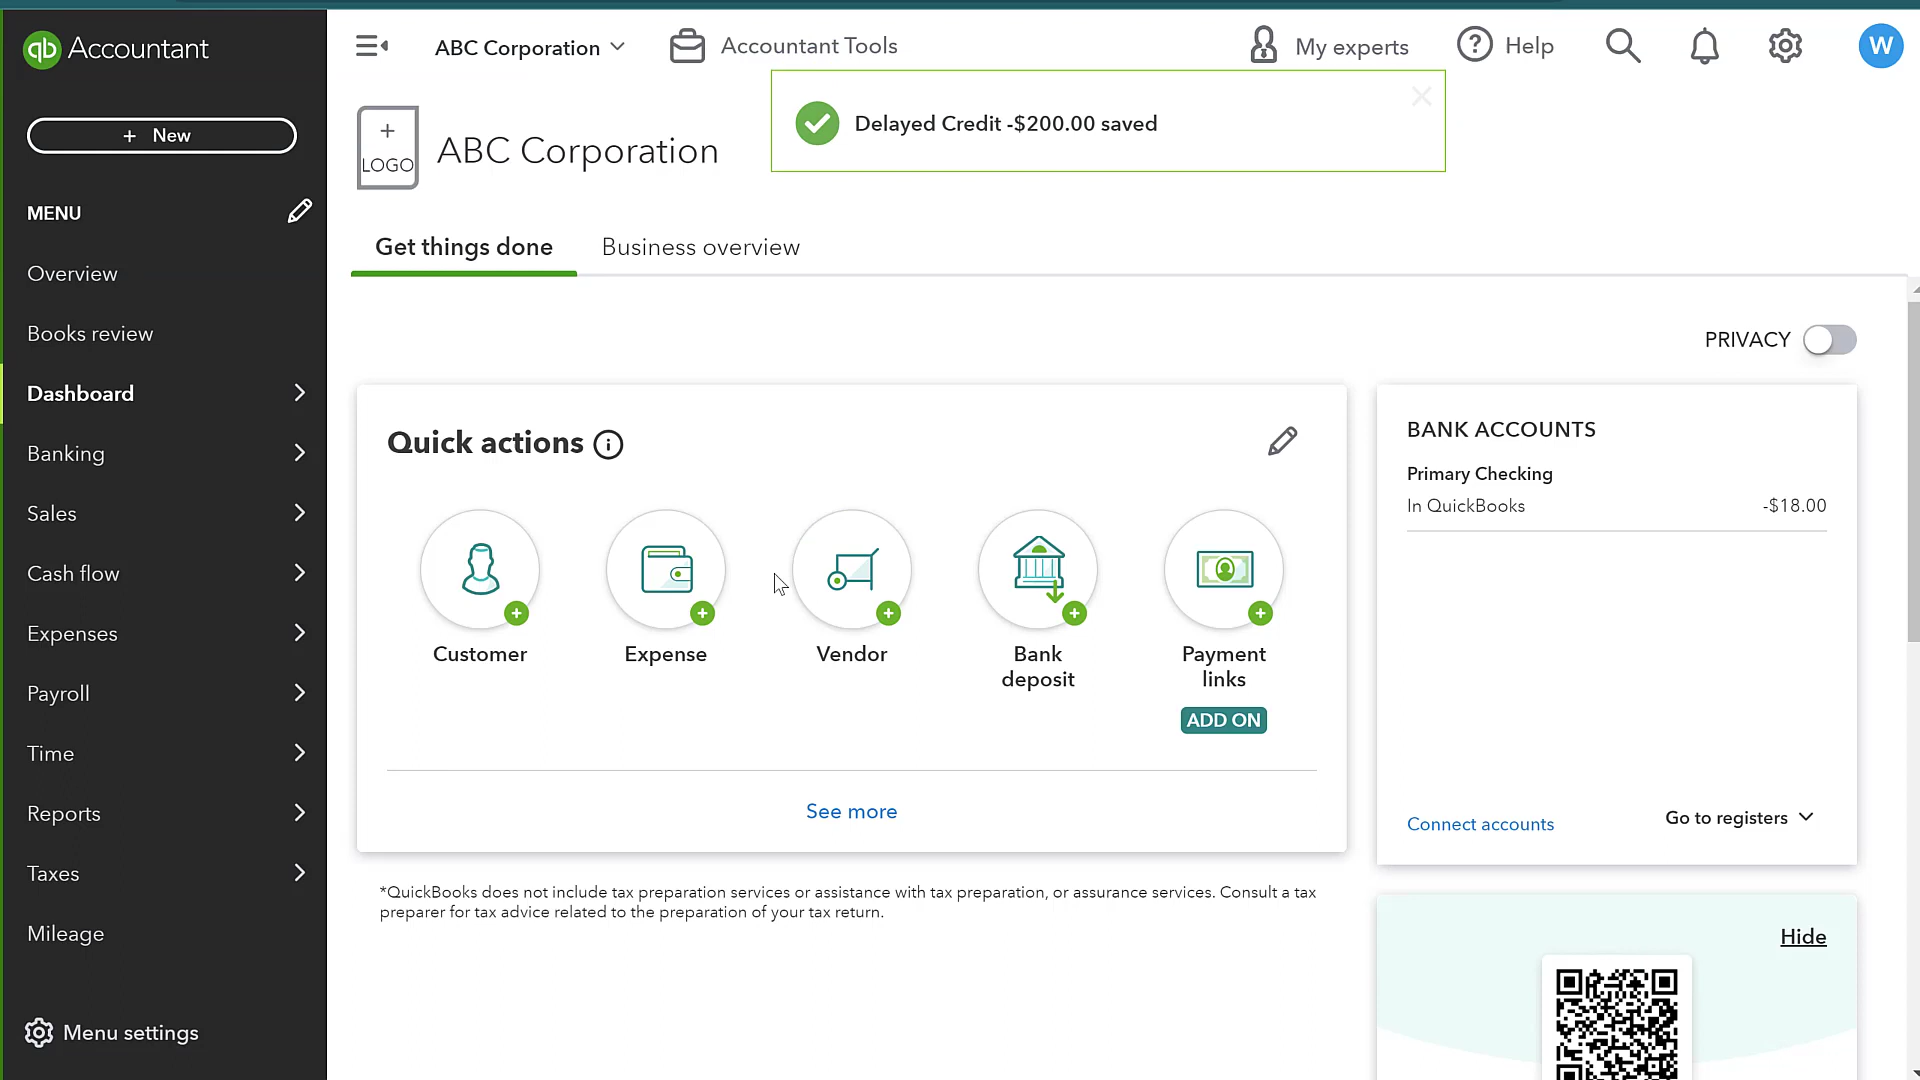 qb Accountant
ABC Corporation
Accountant Tools
My experts
Help
W
+ New
+
LOGO
ABC Corporation
Delayed Credit -$200.00 saved
MENU
Get things done
Business overview
Overview
Books review
PRIVACY
Dashboard
Banking
Sales
Cash flow
Expenses
Payroll
Time
Reports
Taxes
Mileage
Menu settings
Quick actions
Customer
Expense
Vendor
Bank
deposit
Payment
links
ADD ON
See more
*QuickBooks does not include tax preparation services or assistance with tax preparation, or assurance services. Consult a tax
preparer for tax advice related to the preparation of your tax return.
BANK ACCOUNTS
Primary Checking
In QuickBooks -$18.00
Connect accounts
Go to registers
Hide